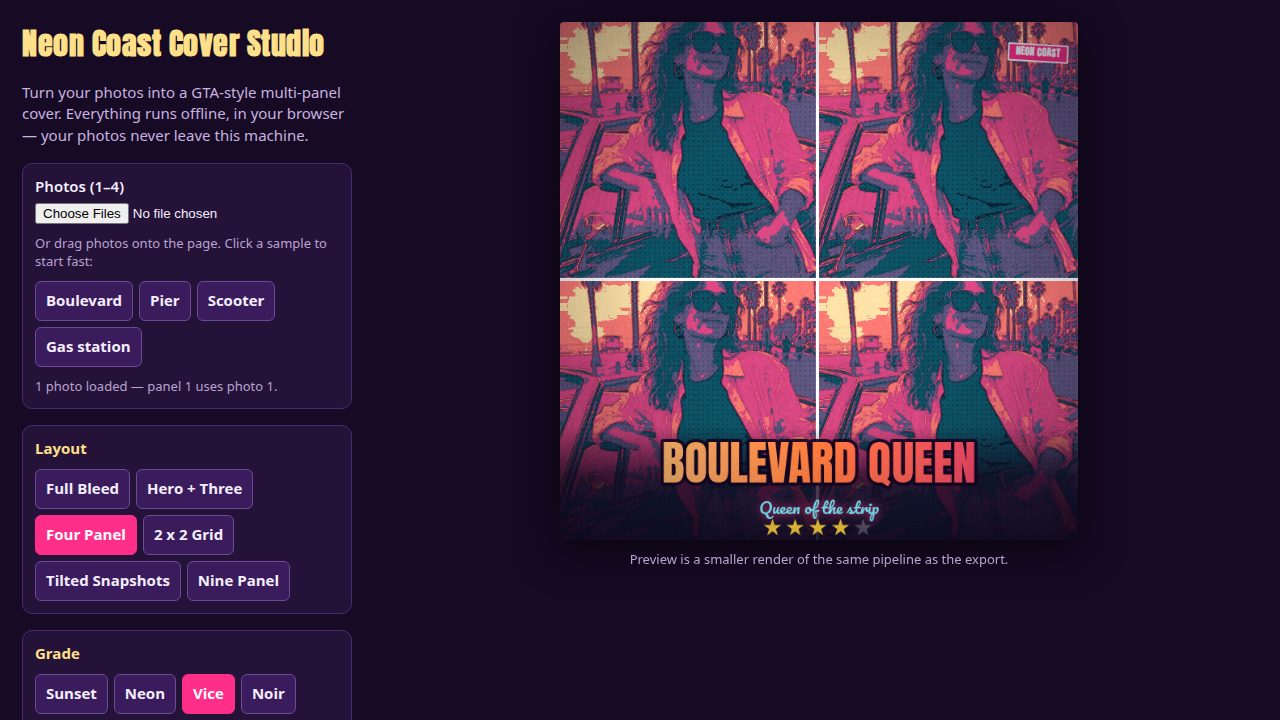 Neon Coast Cover Studio
Turn your photos into a GTA-style multi-panel
cover. Everything runs offline, in your browser
— your photos never leave this machine.
Photos (1–4)
Choose Files No file chosen
Or drag photos onto the page. Click a sample to
start fast:
Boulevard Pier Scooter
Gas station
1 photo loaded — panel 1 uses photo 1.
Layout
Full Bleed Hero + Three
Four Panel 2 x 2 Grid
Tilted Snapshots Nine Panel
Grade
Sunset Neon Vice Noir
NEON COAST
BOULEVARD QUEEN
Queen of the strip
Preview is a smaller render of the same pipeline as the export.